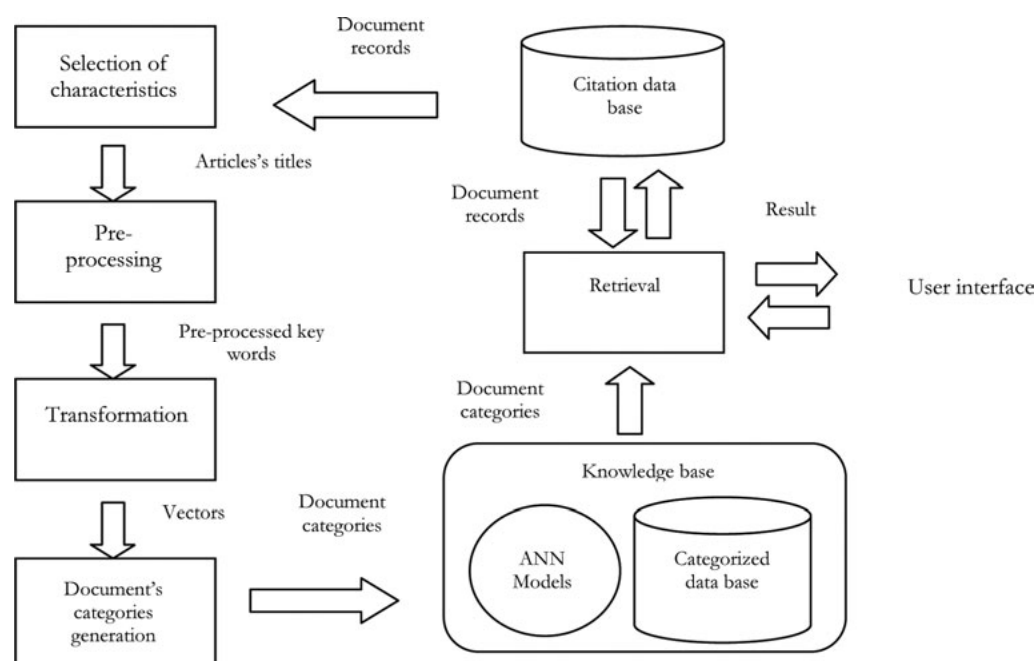 Document
records
Selection of
characteristics
Citation data
base
Articles's titles
Document
records
Result
Pre-
processing
Retrieval
User interface
Pre-processed key
words
Document
categories
Transformation
Knowledge base
Vectors
Document
categories
ANN
Models
Categorized
data base
Document's
categories
generation